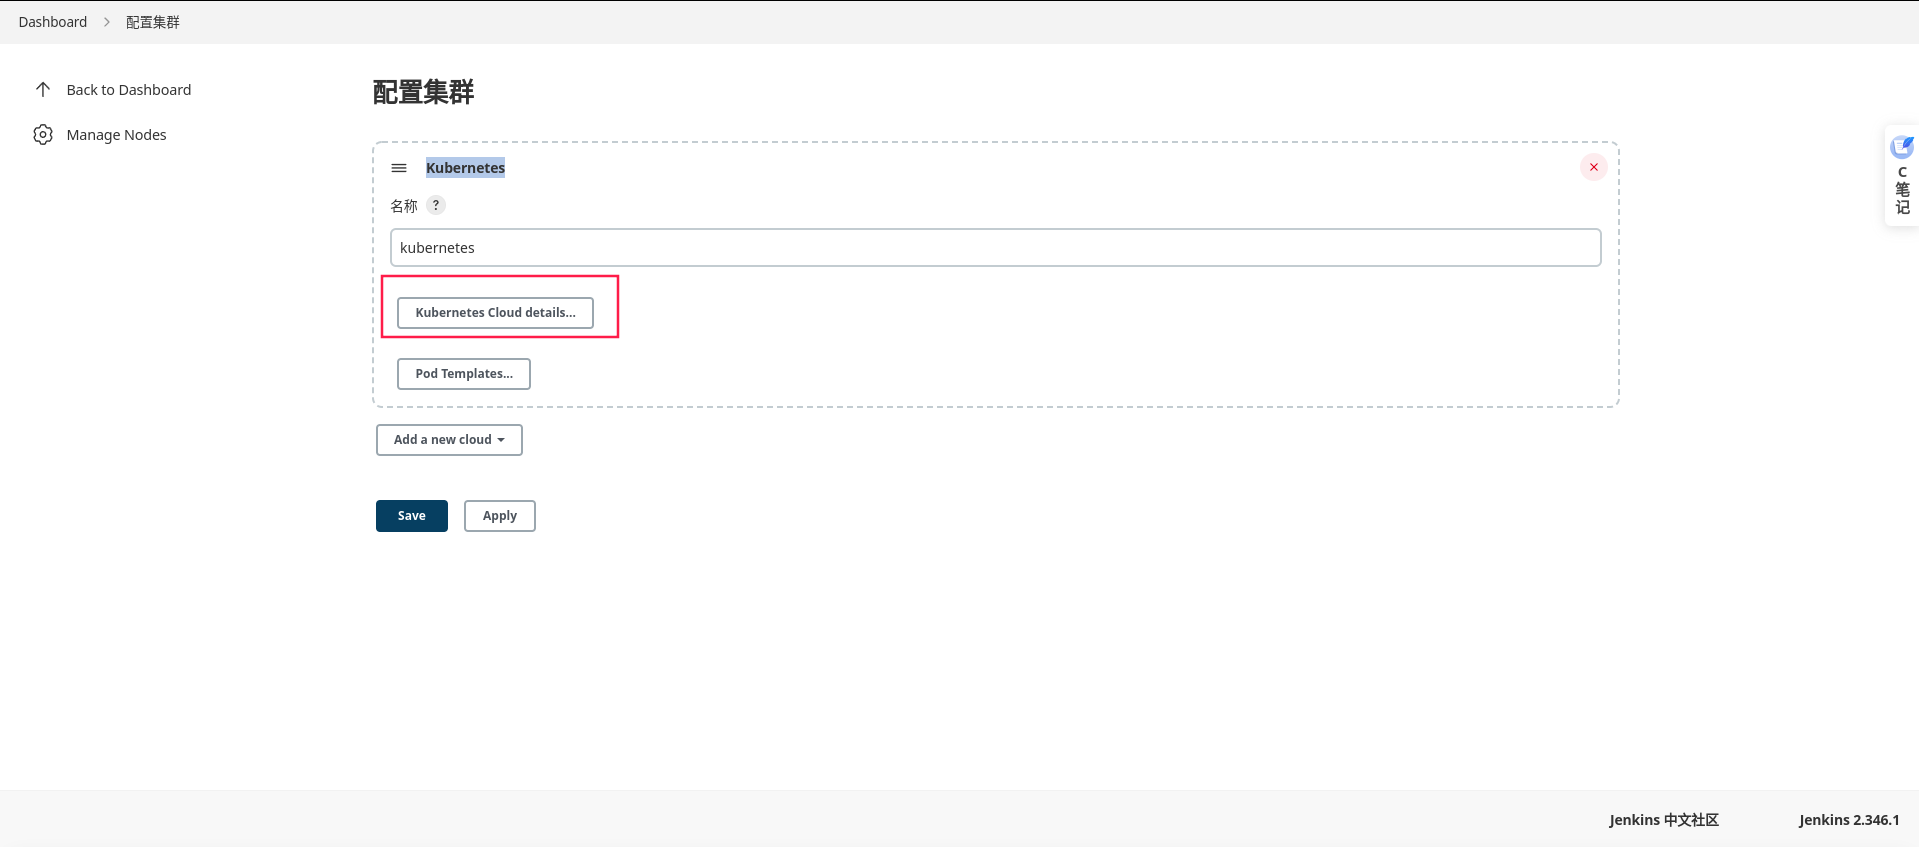 Dashboard 配置集群
Back to Dashboard
Manage Nodes
配置集群
Kubernetes
名称 ?
kubernetes
Kubernetes Cloud details...
Pod Templates...
Add a new cloud
Save Apply
C
笔
记
Jenkins 中文社区 Jenkins 2.346.1